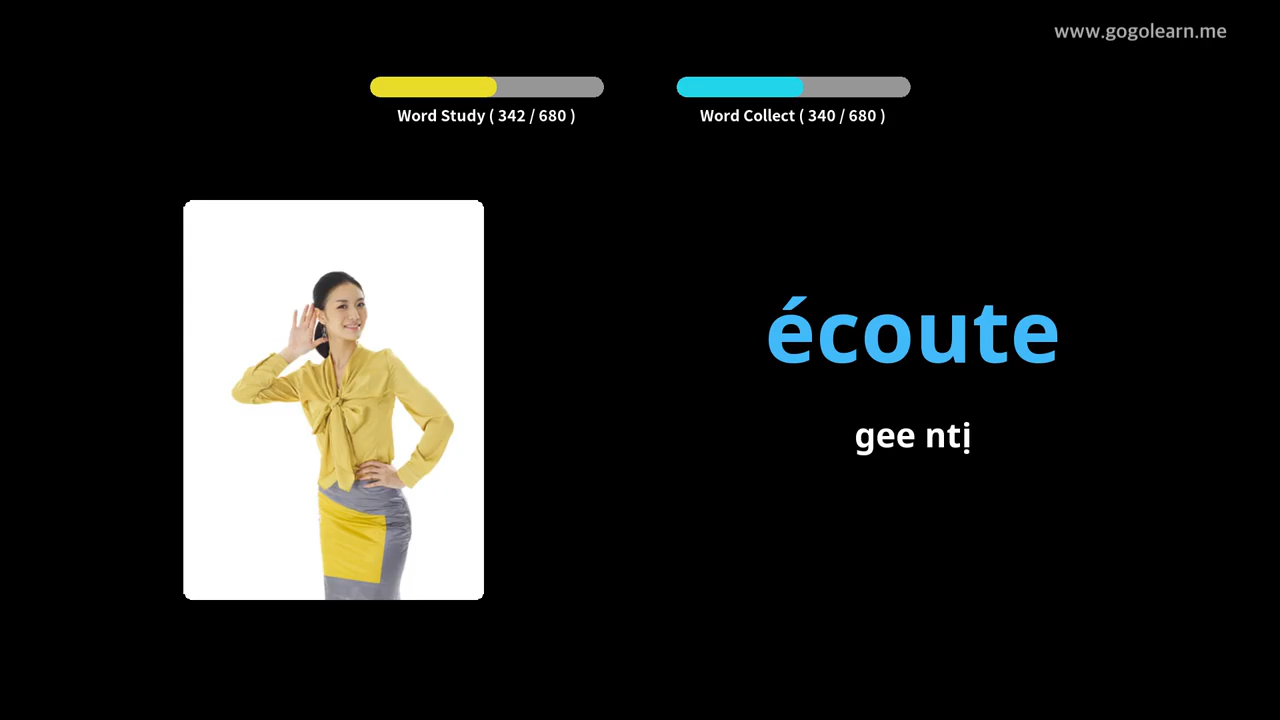 www.gogolearn.me
Word Study ( 342 / 680 )
Word Collect ( 340 / 680 )
écoute
gee ntị